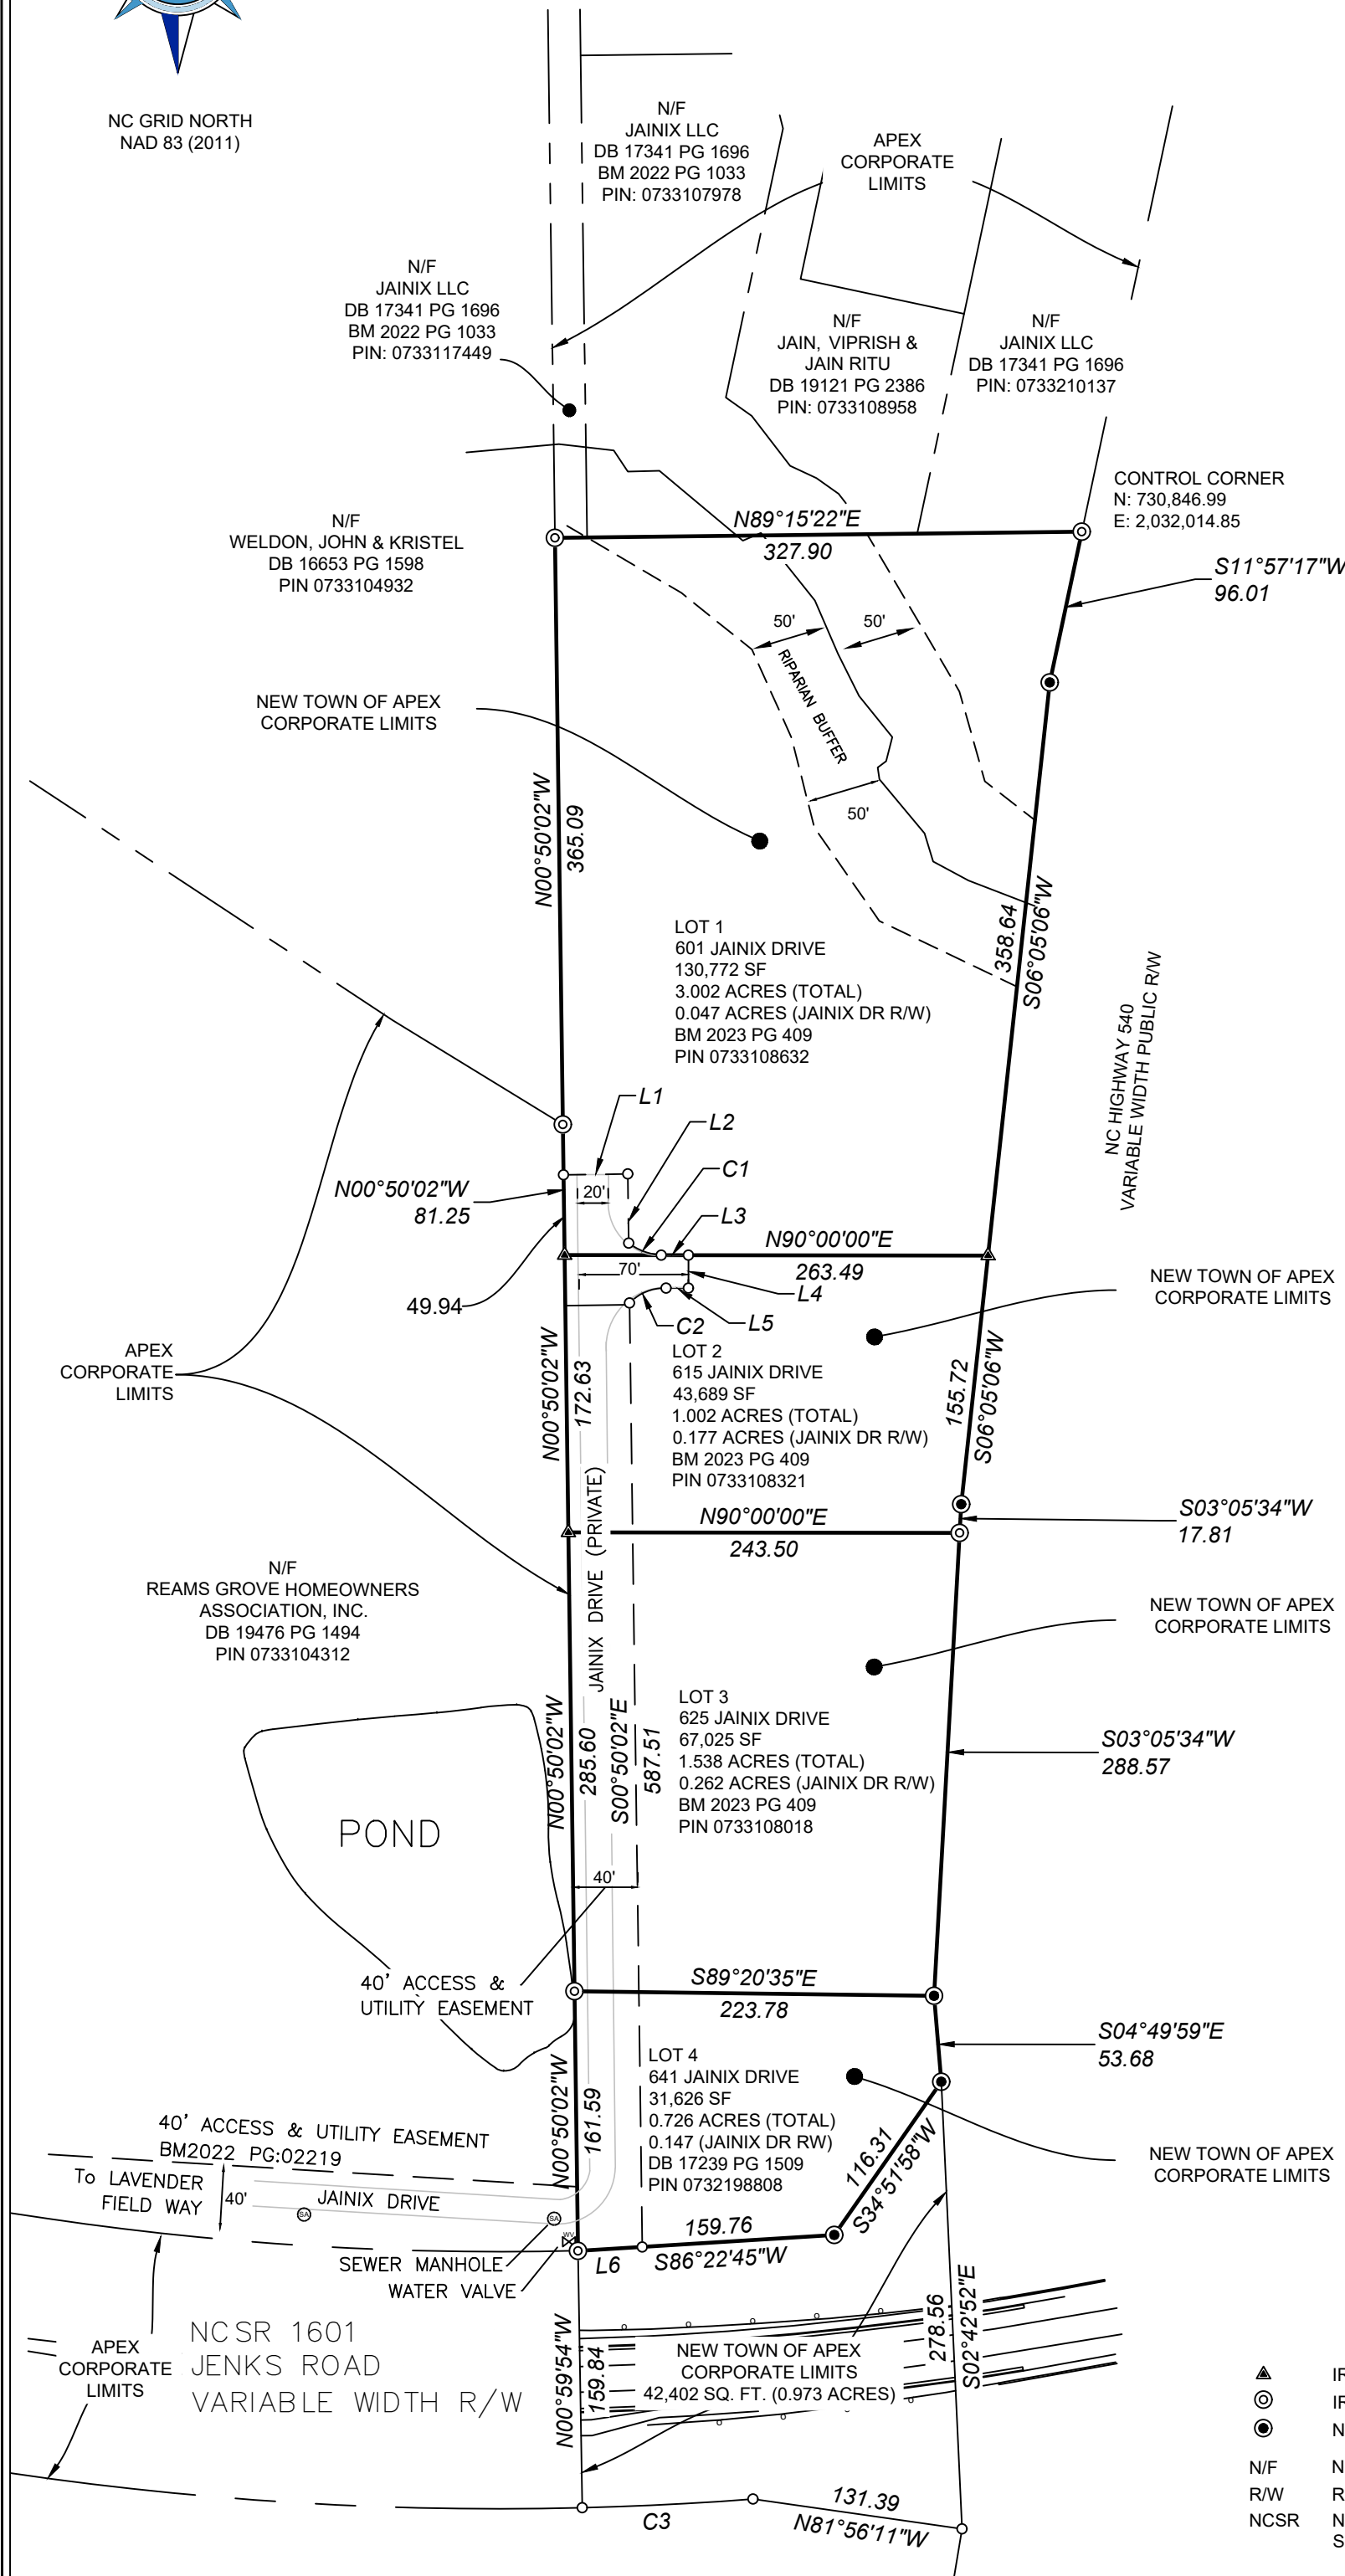 NC GRID NORTH
NAD 83 (2011)
N/F
JAINIX LLC
DB 17341 PG 1696
BM 2022 PG 1033
PIN: 0733107978
APEX
CORPORATE
LIMITS
N/F
JAINIX LLC
DB 17341 PG 1696
BM 2022 PG 1033
PIN: 0733117449
N/F
JAIN, VIPRISH &
JAIN RITU
DB 19121 PG 2386
PIN: 0733108958
N/F
JAINIX LLC
DB 17341 PG 1696
PIN: 0733210137
CONTROL CORNER
N: 730,846.99
E: 2,032,014.85
N/F
WELDON, JOHN & KRISTEL
DB 16653 PG 1598
PIN 0733104932
N89°15'22"E
327.90
S11°57'17"W
96.01
50'
50'
RIPARIAN BUFFER
50'
NEW TOWN OF APEX
CORPORATE LIMITS
N00°50'02"W
365.09
358.64
S06°05'06"W
LOT 1
601 JAINIX DRIVE
130,772 SF
3.002 ACRES (TOTAL)
0.047 ACRES (JAINIX DR R/W)
BM 2023 PG 409
PIN 0733108632
NC HIGHWAY 540
VARIABLE WIDTH PUBLIC R/W
L1
L2
C1
L3
N00°50'02"W
81.25
20'
N90°00'00"E
263.49
70'
L4
49.94
L5
C2
NEW TOWN OF APEX
CORPORATE LIMITS
APEX
CORPORATE
LIMITS
N00°50'02"W
172.63
LOT 2
615 JAINIX DRIVE
43,689 SF
1.002 ACRES (TOTAL)
0.177 ACRES (JAINIX DR R/W)
BM 2023 PG 409
PIN 0733108321
155.72
S06°05'06"W
S03°05'34"W
17.81
N90°00'00"E
243.50
JAINIX DRIVE (PRIVATE)
N/F
REAMS GROVE HOMEOWNERS
ASSOCIATION, INC.
DB 19476 PG 1494
PIN 0733104312
NEW TOWN OF APEX
CORPORATE LIMITS
N00°50'02"W
285.60
S00°50'02"E
587.51
LOT 3
625 JAINIX DRIVE
67,025 SF
1.538 ACRES (TOTAL)
0.262 ACRES (JAINIX DR R/W)
BM 2023 PG 409
PIN 0733108018
S03°05'34"W
288.57
POND
40'
40' ACCESS &
UTILITY EASEMENT
S89°20'35"E
223.78
S04°49'59"E
53.68
N00°50'02"W
161.59
LOT 4
641 JAINIX DRIVE
31,626 SF
0.726 ACRES (TOTAL)
0.147 (JAINIX DR RW)
DB 17239 PG 1509
PIN 0732198808
116.31
S34°51'58"W
NEW TOWN OF APEX
CORPORATE LIMITS
40' ACCESS & UTILITY EASEMENT
BM2022 PG:02219
To LAVENDER
FIELD WAY
40'
JAINIX DRIVE
SA
SA
WV
SEWER MANHOLE
WATER VALVE
L6
159.76
S86°22'45"W
APEX
CORPORATE
LIMITS
NCSR 1601
JENKS ROAD
VARIABLE WIDTH R/W
N00°59'54"W
159.84
NEW TOWN OF APEX
CORPORATE LIMITS
42,402 SQ. FT. (0.973 ACRES)
278.56
S02°42'52"E
C3
131.39
N81°56'11"W
IR
IR
N
N/F N
R/W R
NCSR N
S